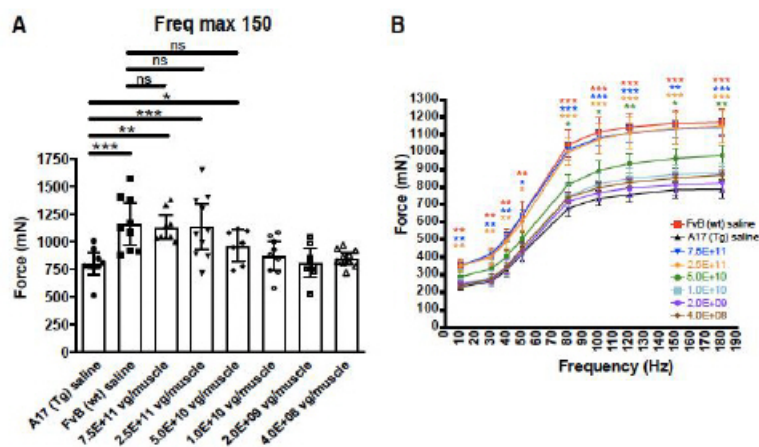 A
Freq max 150
ns
ns
ns
*
***
**
***
Force (mN)
1750
1500
1250
1000
750
500
250
0
A17 (Tg) saline
FvB (wt) saline
7.5E+11 vg/muscle
2.5E+11 vg/muscle
5.0E+10 vg/muscle
1.0E+10 vg/muscle
2.0E+09 vg/muscle
4.0E+08 vg/muscle
B
Force (mN)
1300
1200
1100
1000
900
800
700
600
500
400
300
200
100
0
** ** ** ** *** *** *** *** ***
** ** ** * *** *** *** ** ***
** ** ** *** *** *** *** ***
* * ** * **
FvB (wt) saline
A17 (Tg) saline
7.5E+11
2.5E+11
5.0E+10
1.0E+10
2.0E+09
4.0E+08
0 10 20 30 40 50 60 70 80 90 100 110 120 130 140 150 160 170 180 190
Frequency (Hz)